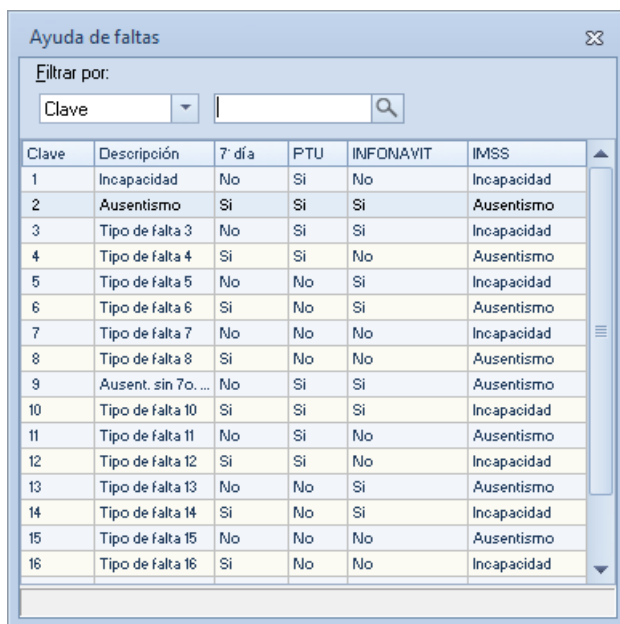 Ayuda de faltas
Filtrar por:
Clave
Clave Descripción 7º día PTU INFONAVIT IMSS
1 Incapacidad No Si No Incapacidad
2 Ausentismo Si Si Si Ausentismo
3 Tipo de falta 3 No Si Si Incapacidad
4 Tipo de falta 4 Si Si No Ausentismo
5 Tipo de falta 5 No No Si Incapacidad
6 Tipo de falta 6 Si No Si Ausentismo
7 Tipo de falta 7 No No No Incapacidad
8 Tipo de falta 8 Si No No Ausentismo
9 Ausent. sin 7o. ... No Si Si Ausentismo
10 Tipo de falta 10 Si Si Si Incapacidad
11 Tipo de falta 11 No Si No Ausentismo
12 Tipo de falta 12 Si Si No Incapacidad
13 Tipo de falta 13 No No Si Ausentismo
14 Tipo de falta 14 Si No Si Incapacidad
15 Tipo de falta 15 No No No Ausentismo
16 Tipo de falta 16 Si No No Incapacidad